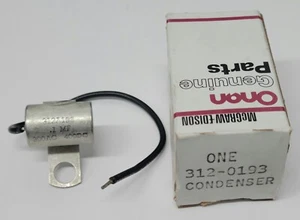 Onan
Genuine
Parts
McGRAW-EDISON
ONE
312-0193
CONDENSER